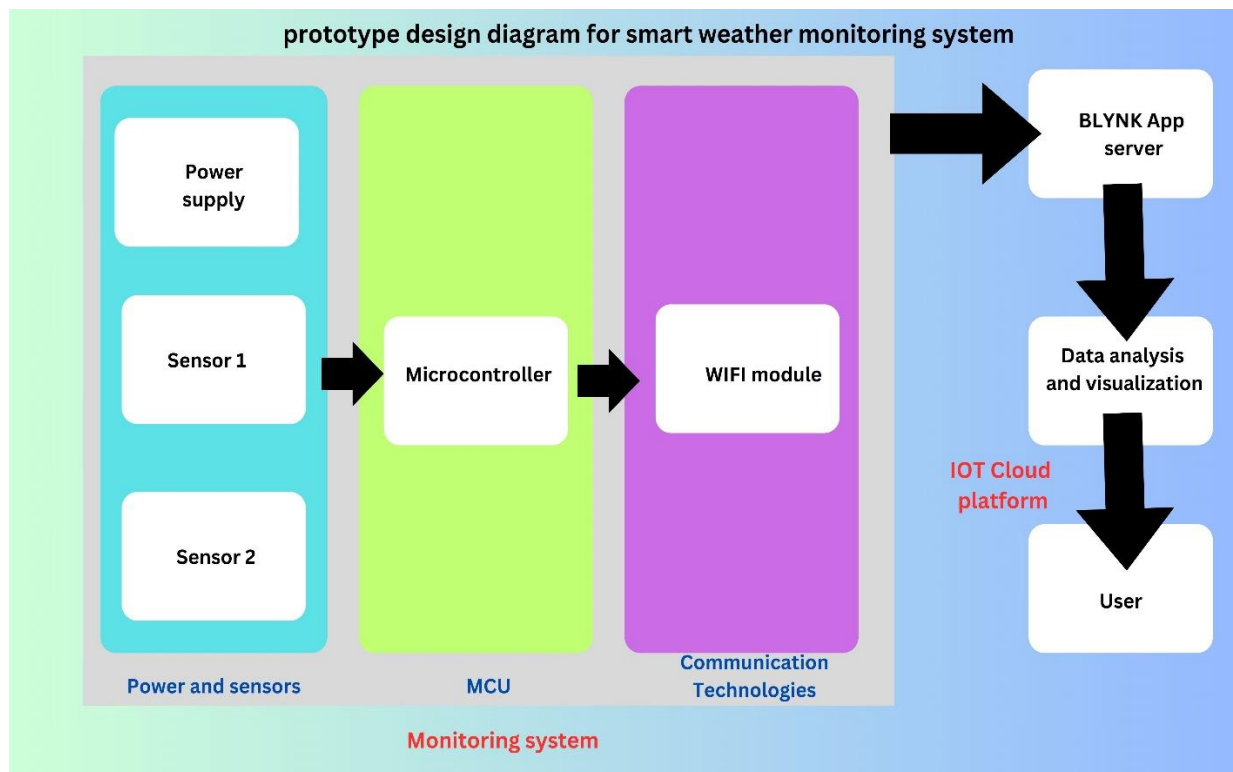 prototype design diagram for smart weather monitoring system
Power
supply
Sensor 1
Sensor 2
Power and sensors
Microcontroller
MCU
WIFI module
Communication
Technologies
Monitoring system
BLYNK App
server
Data analysis
and visualization
IOT Cloud
platform
User